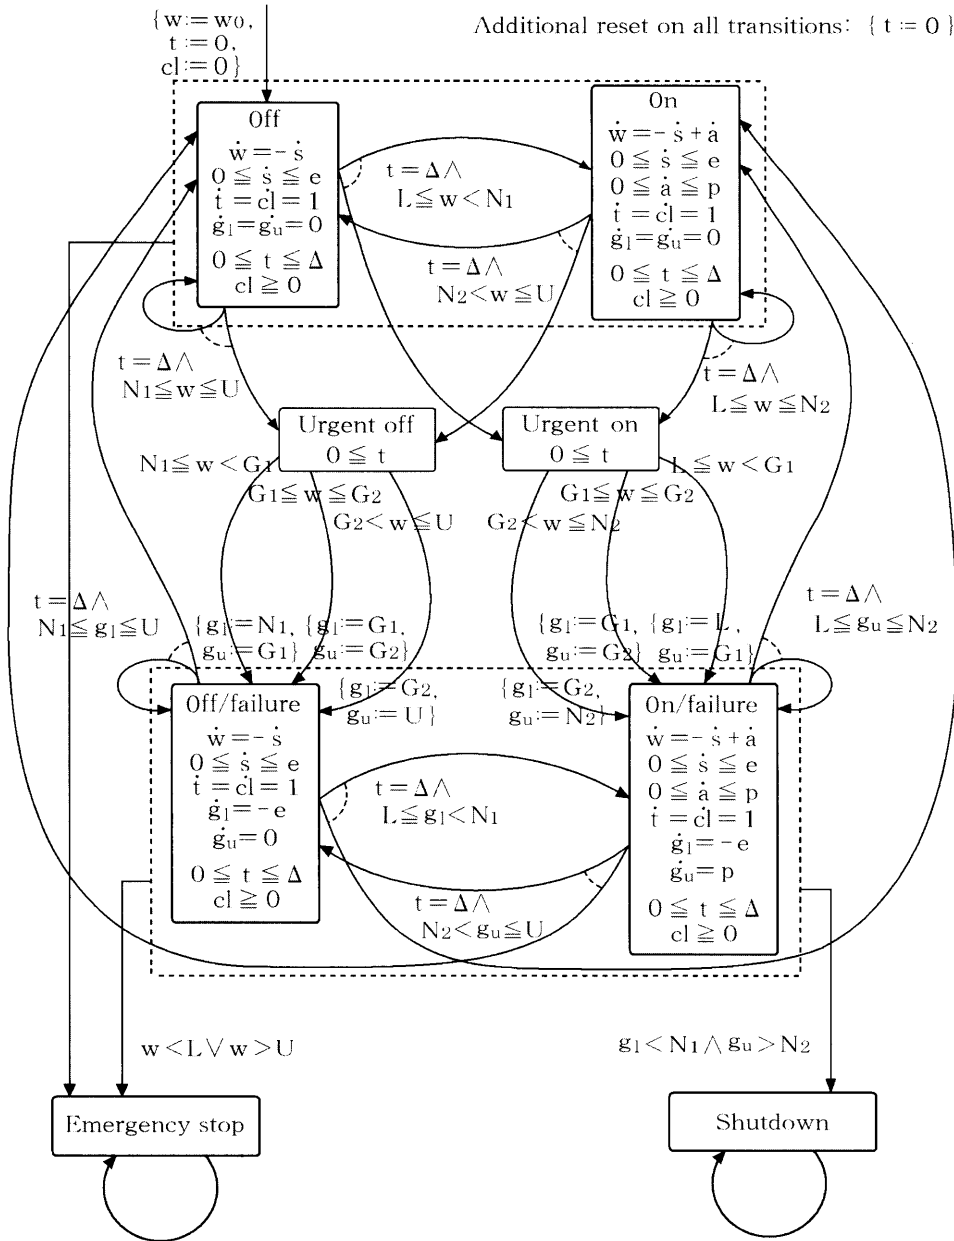 {w:=w₀,
t:=0,
cl:=0}
Additional reset on all transitions: { t:= 0 }
Off
ẇ=-ṡ
0≦ṡ≦e
ṫ=ċl=1
ġₗ=ġᵤ=0
0≦t≦Δ
cl≧0
On
ẇ=-ṡ+ȧ
0≦ṡ≦e
0≦ȧ≦p
ṫ=ċl=1
ġₗ=ġᵤ=0
0≦t≦Δ
cl≧0
t=Δ∧
L≦w<N₁
t=Δ∧
N₂<w≦U
t=Δ∧
N₁≦w≦U
t=Δ∧
L≦w≦N₂
Urgent off
0≦t
Urgent on
0≦t
N₁≦w<G₁
G₁≦w≦G₂
G₂<w≦U
L≦w<G₁
G₁≦w≦G₂
G₂<w≦N₂
t=Δ∧
N₁≦gₗ≦U
t=Δ∧
L≦gᵤ≦N₂
{gₗ:=N₁,
gᵤ:=G₁}
{gₗ:=G₁,
gᵤ:=G₂}
{gₗ:=G₂,
gᵤ:=U}
{gₗ:=G₁,
gᵤ:=G₂}
{gₗ:=L,
gᵤ:=G₁}
{gₗ:=G₂,
gᵤ:=N₂}
Off/failure
ẇ=-ṡ
0≦ṡ≦e
ṫ=ċl=1
ġₗ=-e
ġᵤ=0
0≦t≦Δ
cl≧0
On/failure
ẇ=-ṡ+ȧ
0≦ṡ≦e
0≦ȧ≦p
ṫ=ċl=1
ġₗ=-e
ġᵤ=p
0≦t≦Δ
cl≧0
t=Δ∧
L≦gₗ<N₁
t=Δ∧
N₂<gᵤ≦U
w<L∨w>U
gₗ<N₁∧gᵤ>N₂
Emergency stop
Shutdown